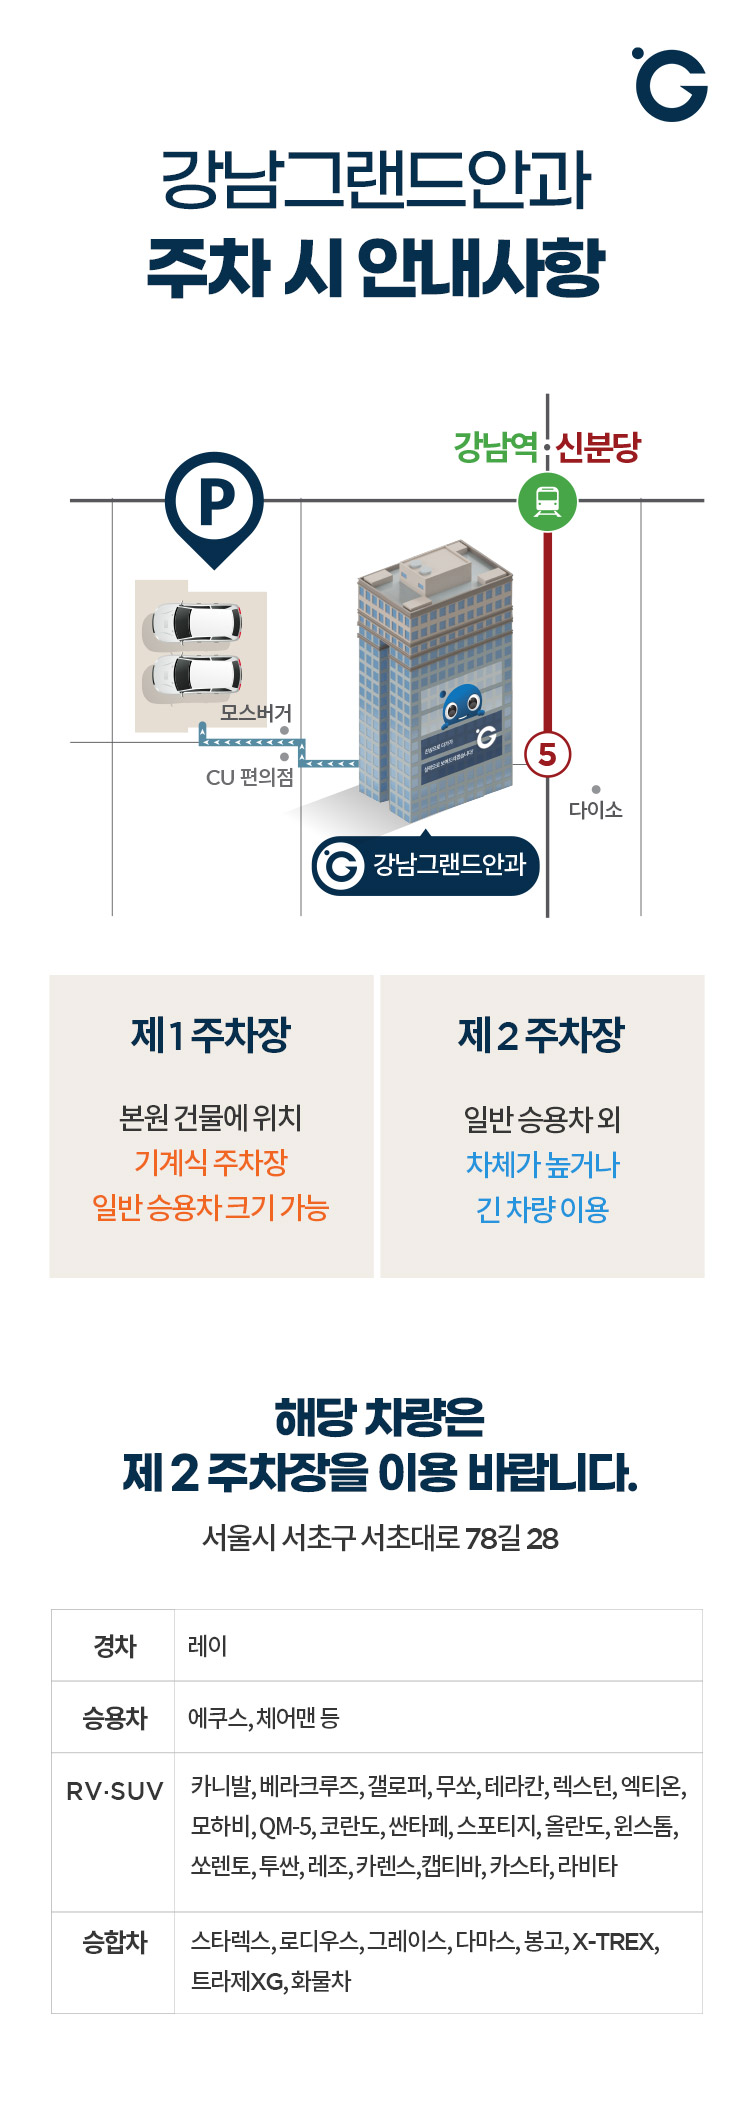 강남그랜드안과
주차 시 안내사항
강남역 · 신분당
P
모스버거
CU 편의점
5
다이소
강남그랜드안과
제 1 주차장
본원 건물에 위치
기계식 주차장
일반 승용차 크기 가능
제 2 주차장
일반 승용차 외
차체가 높거나
긴 차량 이용
해당 차량은
제 2 주차장을 이용 바랍니다.
서울시 서초구 서초대로 78길 28
경차 레이
승용차 에쿠스, 체어맨 등
RV·SUV 카니발, 베라크루즈, 갤로퍼, 무쏘, 테라칸, 렉스턴, 엑티온,
모하비, QM-5, 코란도, 싼타페, 스포티지, 올란도, 윈스톰,
쏘렌토, 투싼, 레조, 카렌스, 캡티바, 카스타, 라비타
승합차 스타렉스, 로디우스, 그레이스, 다마스, 봉고, X-TREX,
트라제XG, 화물차